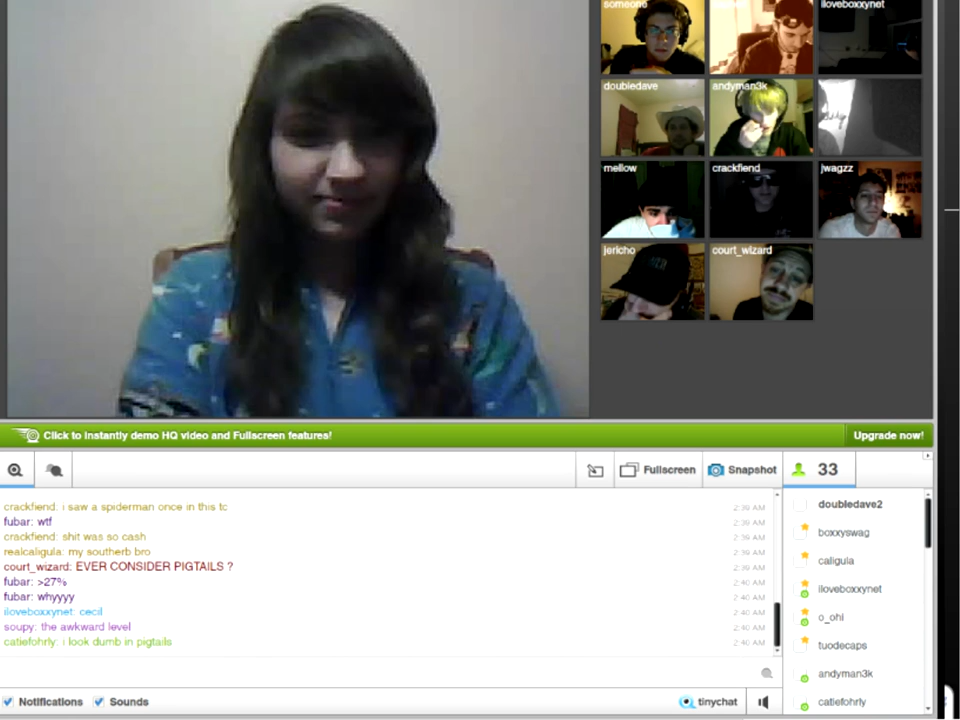 someone
iloveboxxynet
doubledave
andyman3k
mellow
crackfiend
jwagzz
jericho
court_wizard
Click to instantly demo HQ video and Fullscreen features!
Upgrade now!
Fullscreen
Snapshot
33
crackfiend: i saw a spiderman once in this tc
2:39 AM
fubar: wtf
2:39 AM
crackfiend: shit was so cash
2:39 AM
realcaligula: my southerb bro
2:39 AM
court_wizard: EVER CONSIDER PIGTAILS ?
2:39 AM
fubar: >27%
2:40 AM
fubar: whyyyy
2:40 AM
iloveboxxynet: cecil
2:40 AM
soupy: the awkward level
2:40 AM
catiefohrly: i look dumb in pigtails
2:40 AM
doubledave2
boxxyswag
caligula
iloveboxxynet
o_ohi
tuodecaps
andyman3k
catiefohrly
Notifications
Sounds
tinychat